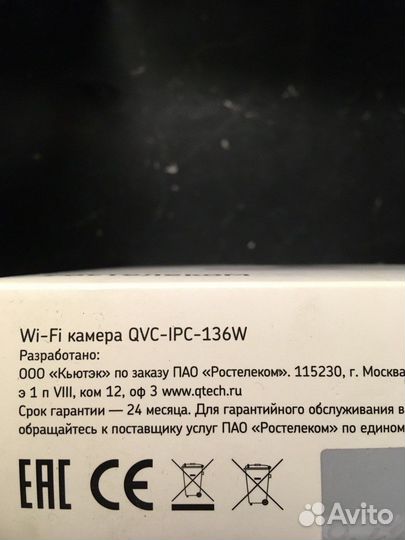 Wi-Fi камера QVC-IPC-136W
Разработано:
ООО «Кьютэк» по заказу ПАО «Ростелеком». 115230, г. Москва
э 1 п VIII, ком 12, оф 3 www.qtech.ru
Срок гарантии — 24 месяца. Для гарантийного обслуживания в
обращайтесь к поставщику услуг ПАО «Ростелеком» по едином
EAC CE
Avito